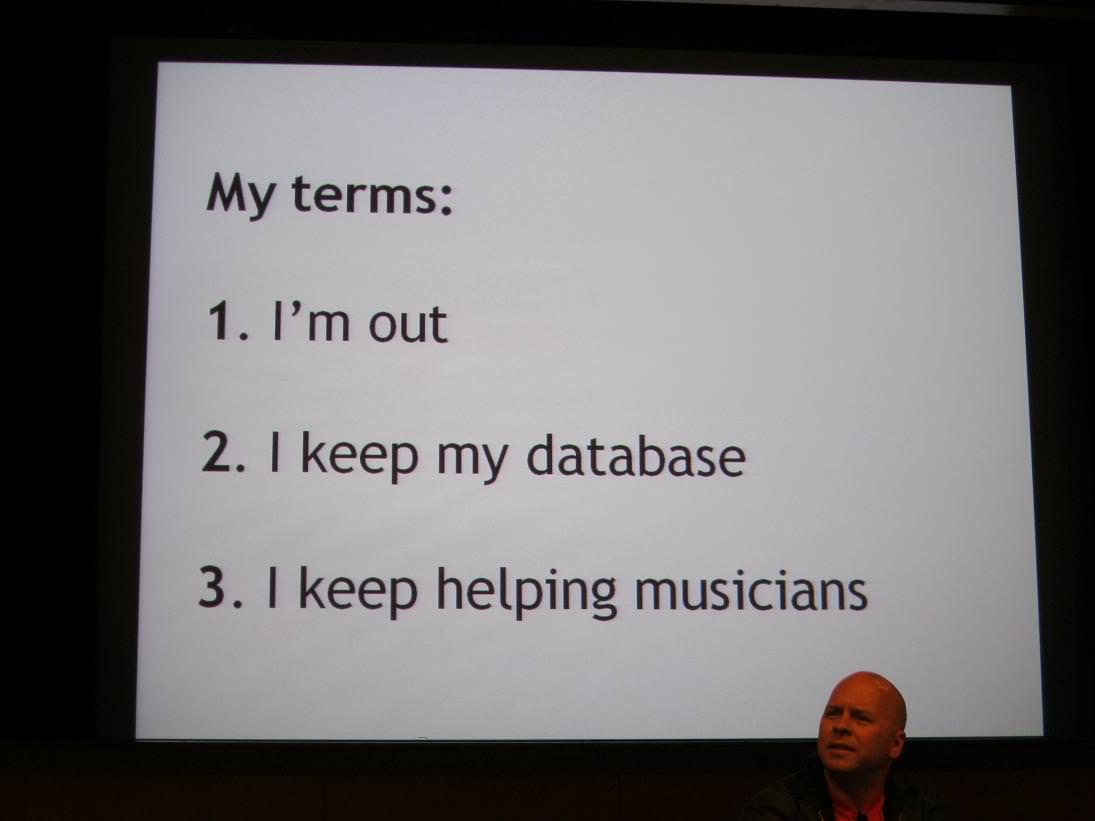 My terms:
1. I’m out
2. I keep my database
3. I keep helping musicians